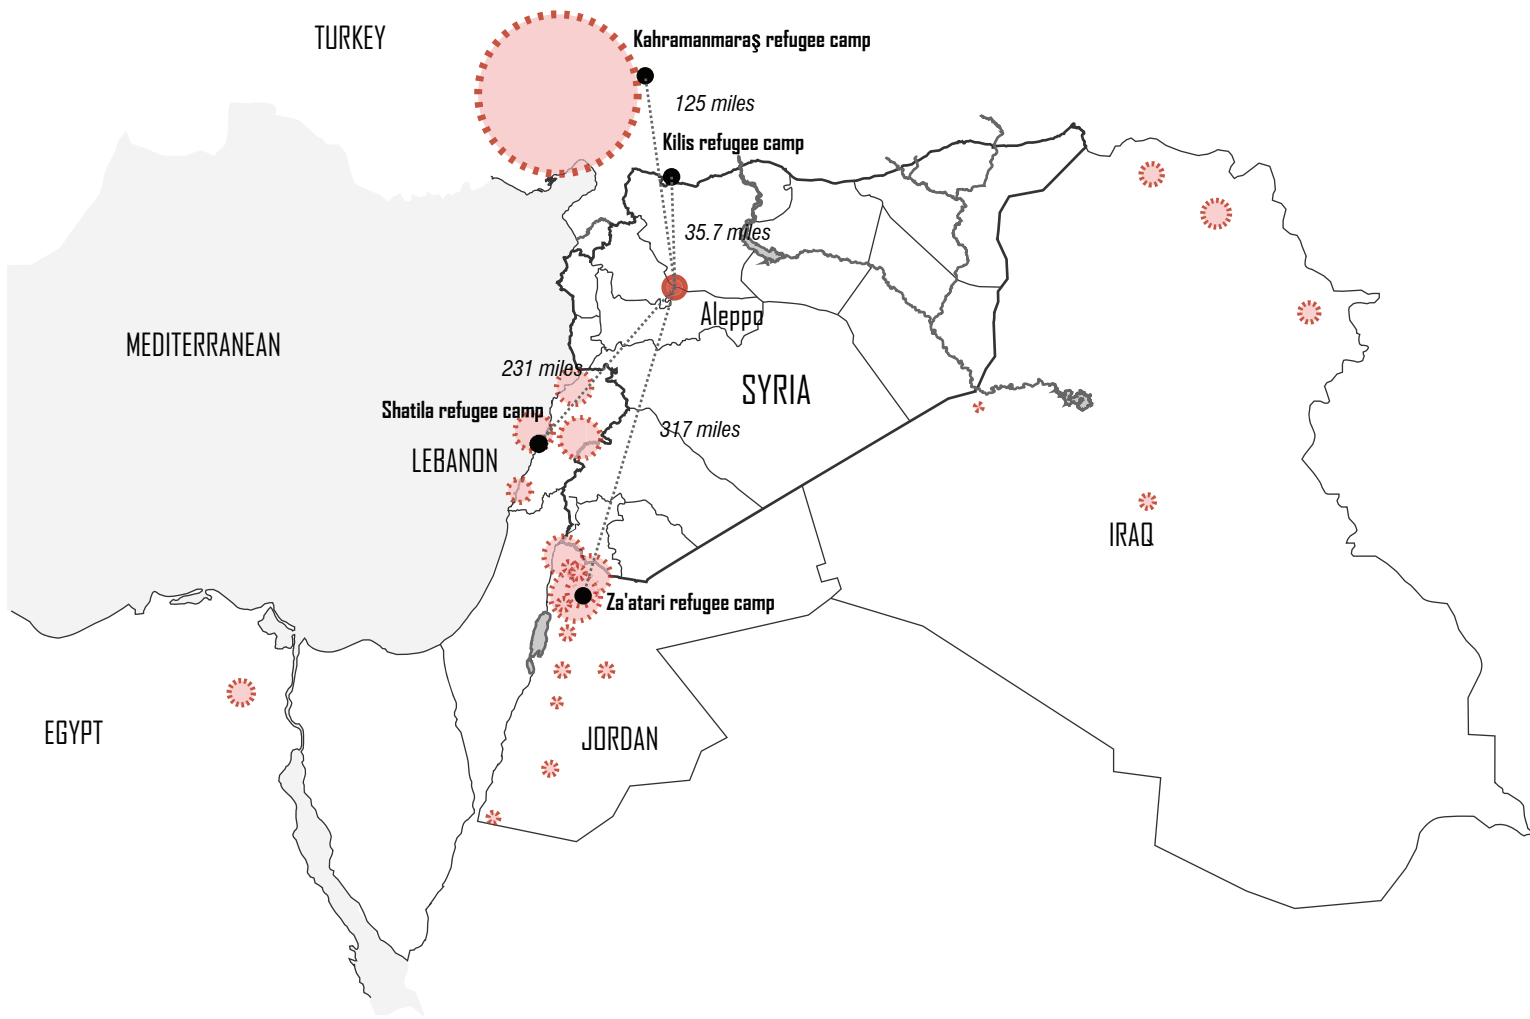 TURKEY
Kahramanmaraş refugee camp
125 miles
Kilis refugee camp
35.7 miles
Aleppo
MEDITERRANEAN
231 miles
SYRIA
Shatila refugee camp
317 miles
LEBANON
IRAQ
Za'atari refugee camp
EGYPT
JORDAN